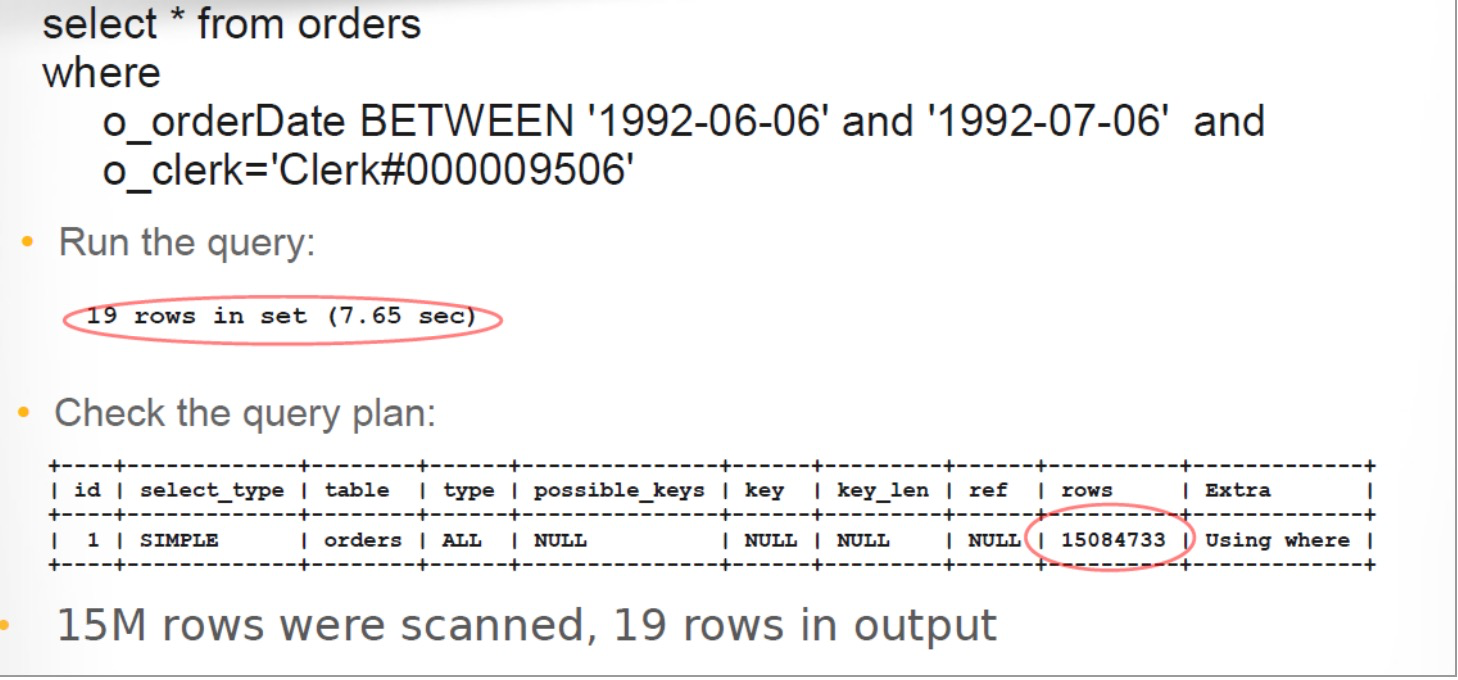 select * from orders
where
o_orderDate BETWEEN '1992-06-06' and '1992-07-06' and
o_clerk='Clerk#000009506'
• Run the query:
19 rows in set (7.65 sec)
• Check the query plan:
+----+-------------+--------+------+---------------+------+---------+------+----------+-------------+
| id | select_type | table  | type | possible_keys | key  | key_len | ref  | rows     | Extra       |
+----+-------------+--------+------+---------------+------+---------+------+----------+-------------+
|  1 | SIMPLE      | orders | ALL  | NULL          | NULL | NULL    | NULL | 15084733 | Using where |
+----+-------------+--------+------+---------------+------+---------+------+----------+-------------+
• 15M rows were scanned, 19 rows in output